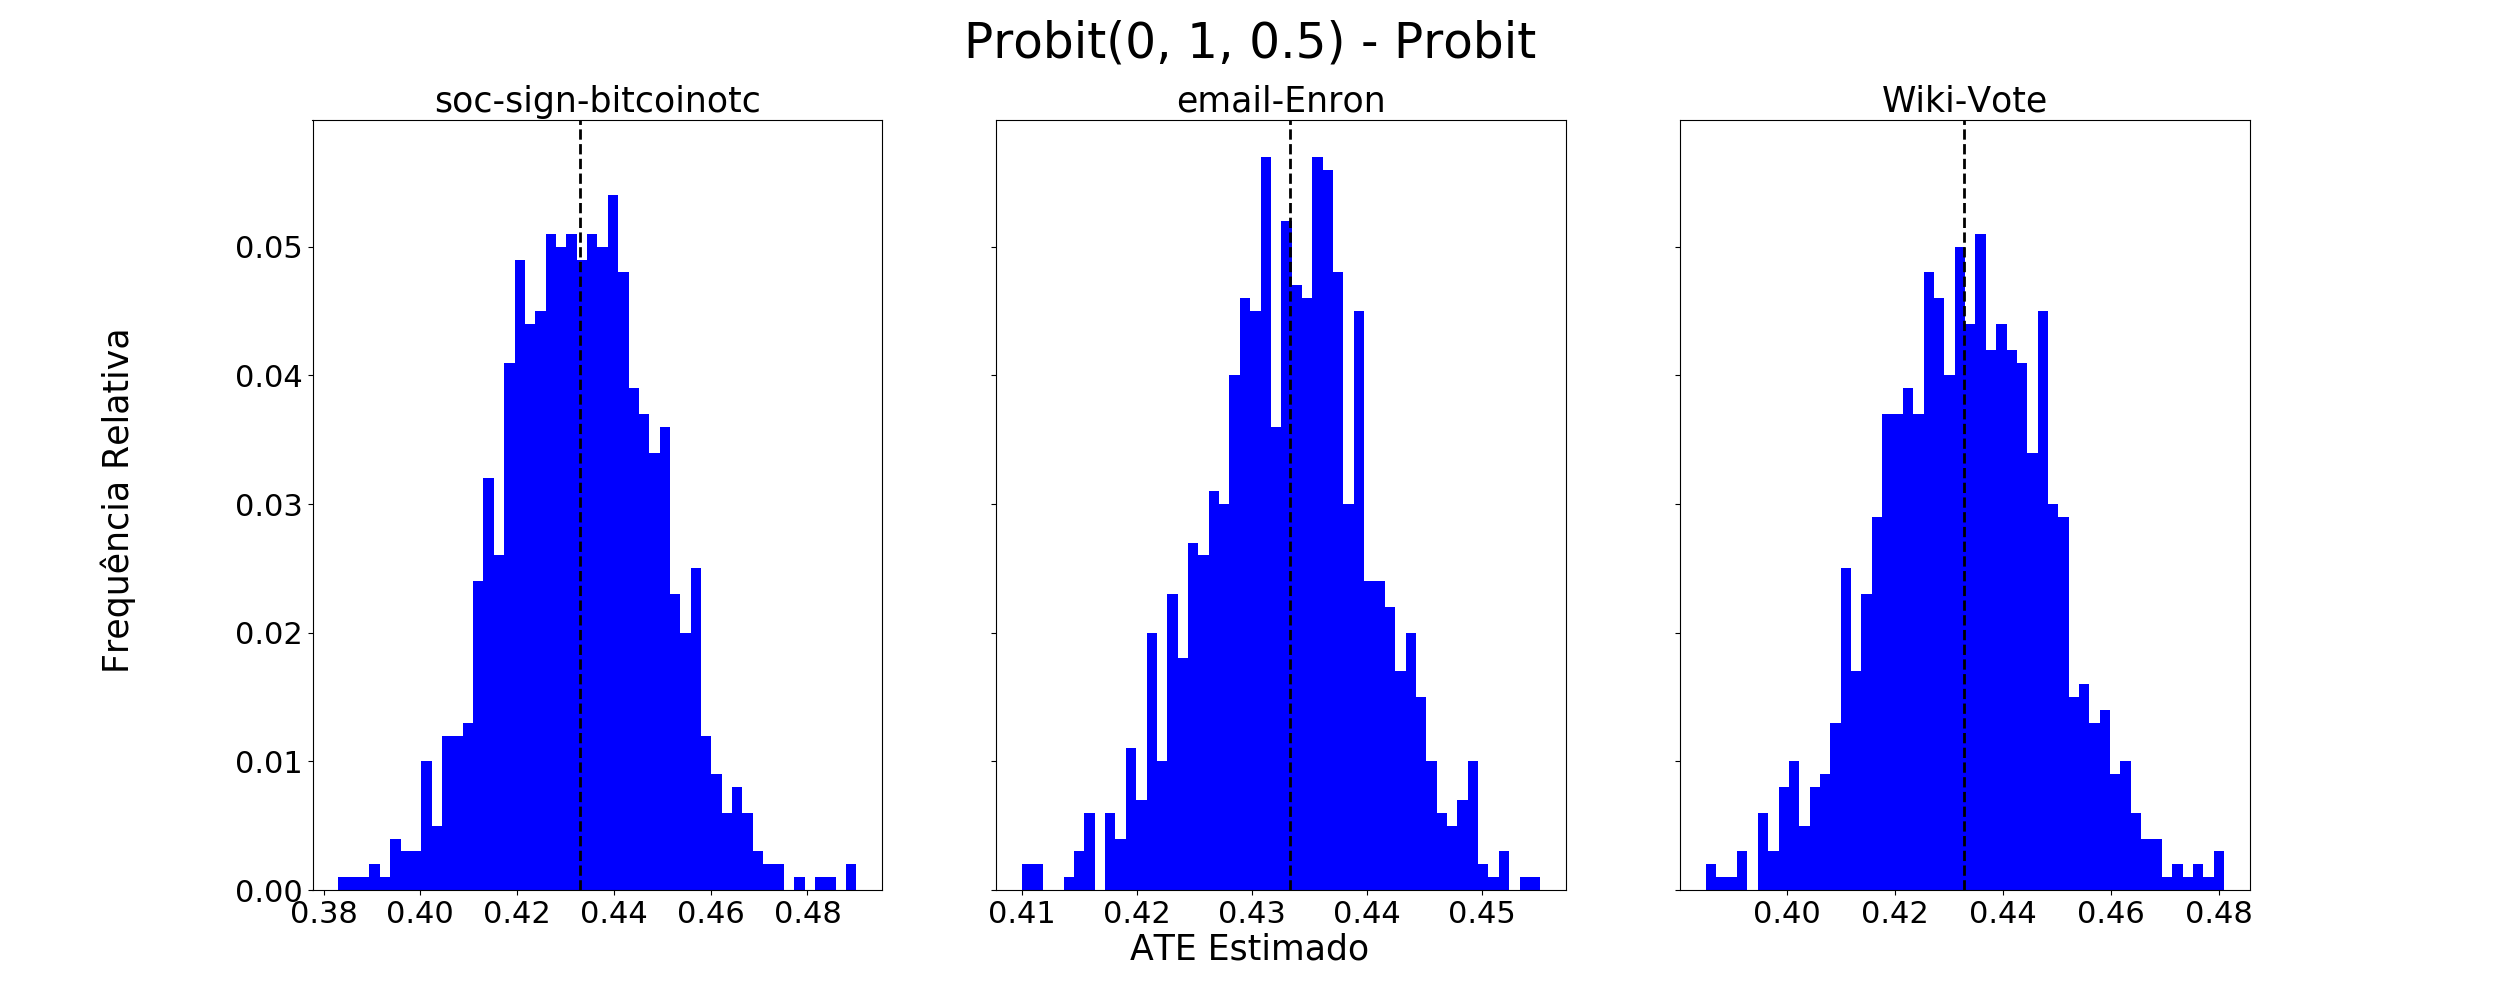 Probit(0, 1, 0.5) - Probit
soc-sign-bitcoinotc
email-Enron
Wiki-Vote
Frequência Relativa
0.05
0.04
0.03
0.02
0.01
0.00
0.38 0.40 0.42 0.44 0.46 0.48
0.41 0.42 0.43 0.44 0.45
0.40 0.42 0.44 0.46 0.48
ATE Estimado